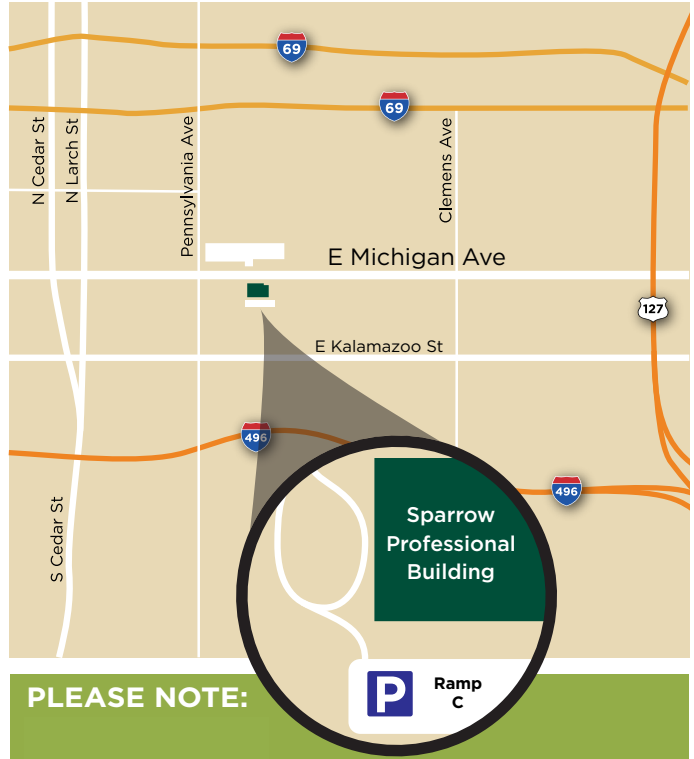 69
69
N Cedar St
N Larch St
Pennsylvania Ave
Clemens Ave
E Michigan Ave
127
E Kalamazoo St
496
496
S Cedar St
Sparrow
Professional
Building
P
Ramp
C
PLEASE NOTE: